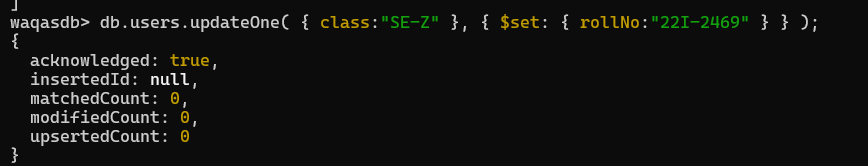 ]
waqasdb> db.users.updateOne( { class:"SE-Z" }, { $set: { rollNo:"22I-2469" } } );
{
  acknowledged: true,
  insertedId: null,
  matchedCount: 0,
  modifiedCount: 0,
  upsertedCount: 0
}